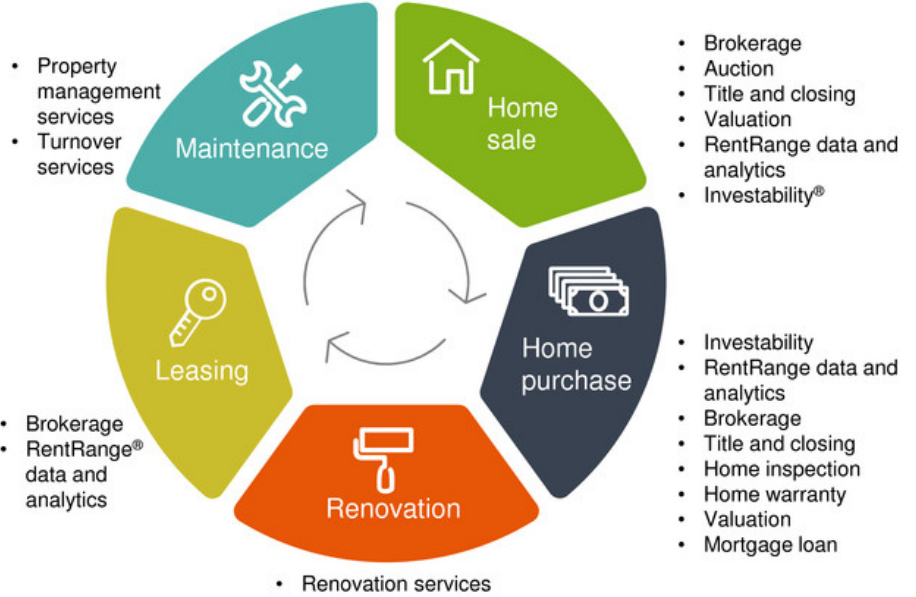 • Property
management
services
• Turnover
services
Maintenance
Home
sale
• Brokerage
• Auction
• Title and closing
• Valuation
• RentRange data and
analytics
• Investability®
Home
purchase
• Investability
• RentRange data and
analytics
• Brokerage
• Title and closing
• Home inspection
• Home warranty
• Valuation
• Mortgage loan
Renovation
• Renovation services
Leasing
• Brokerage
• RentRange®
data and
analytics